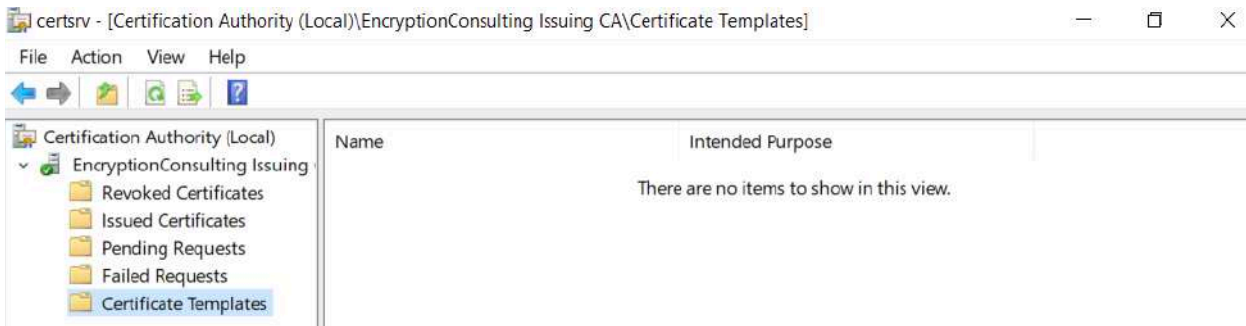 certsrv - [Certification Authority (Local)\EncryptionConsulting Issuing CA\Certificate Templates]
File Action View Help
Certification Authority (Local)
EncryptionConsulting Issuing
Revoked Certificates
Issued Certificates
Pending Requests
Failed Requests
Certificate Templates
Name Intended Purpose
There are no items to show in this view.